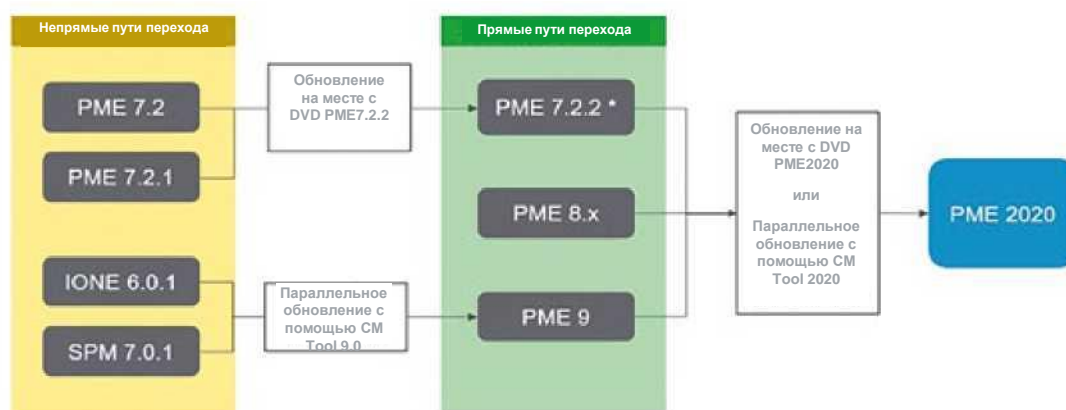 Непрямые пути перехода
Прямые пути перехода
PME 7.2
PME 7.2.1
Обновление
на месте с
DVD PME7.2.2
PME 7.2.2 *
PME 8.x
IONE 6.0.1
SPM 7.0.1
Параллельное
обновление с
помощью CM
Tool 9.0
PME 9
Обновление на
месте с DVD
PME2020
или
Параллельное
обновление с
помощью CM
Tool 2020
PME 2020